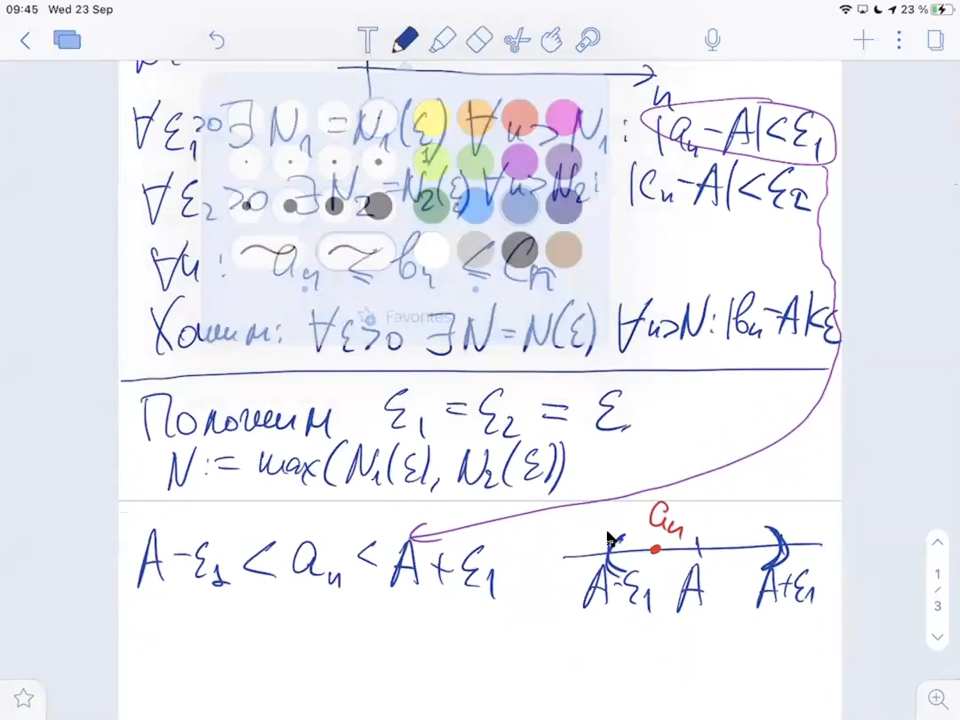 09:45 Wed 23 Sep 23 %
T
n
∀ε₁>0 ∃ N₁ = N₁(ε) ∀n>N₁ : |aₙ-A|<ε₁
∀ε₂>0 ∃N₂=N₂(ε) ∀n>N₂: |cₙ-A|<ε₂
∀n : aₙ ≤ bₙ ≤ cₙ
Favorites
Хотим: ∀ε>0 ∃N=N(ε) ∀n>N: |bₙ-A|<ε
Положим ε₁ = ε₂ = ε
N := max(N₁(ε), N₂(ε))
aₙ
A-ε₁ < aₙ < A+ε₁
A-ε₁ A A+ε₁
1 / 3